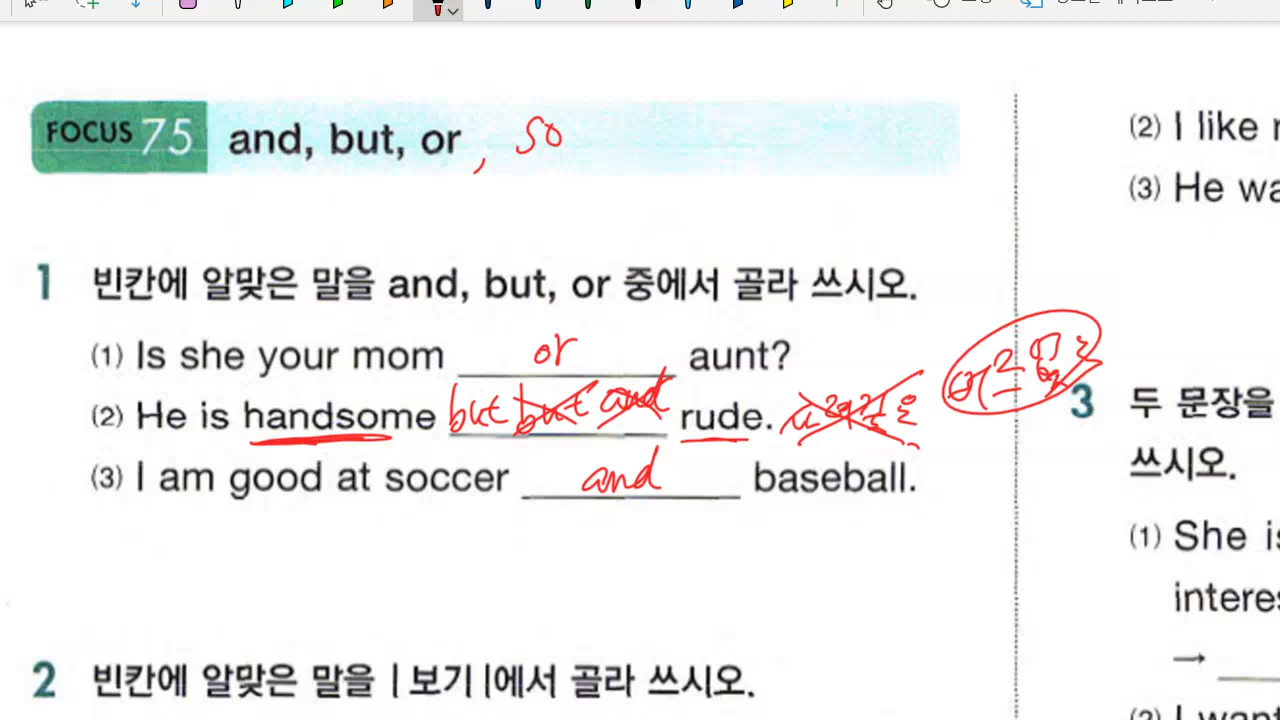 FOCUS 75 and, but, or , so
1 빈칸에 알맞은 말을 and, but, or 중에서 골라 쓰시오.
(1) Is she your mom or aunt?
(2) He is handsome but but and rude.
(3) I am good at soccer and baseball.
2 빈칸에 알맞은 말을 | 보기 |에서 골라 쓰시오.
(2) I like
(3) He wa
3 두 문장을
쓰시오.
(1) She is
interes
→
(2) I want